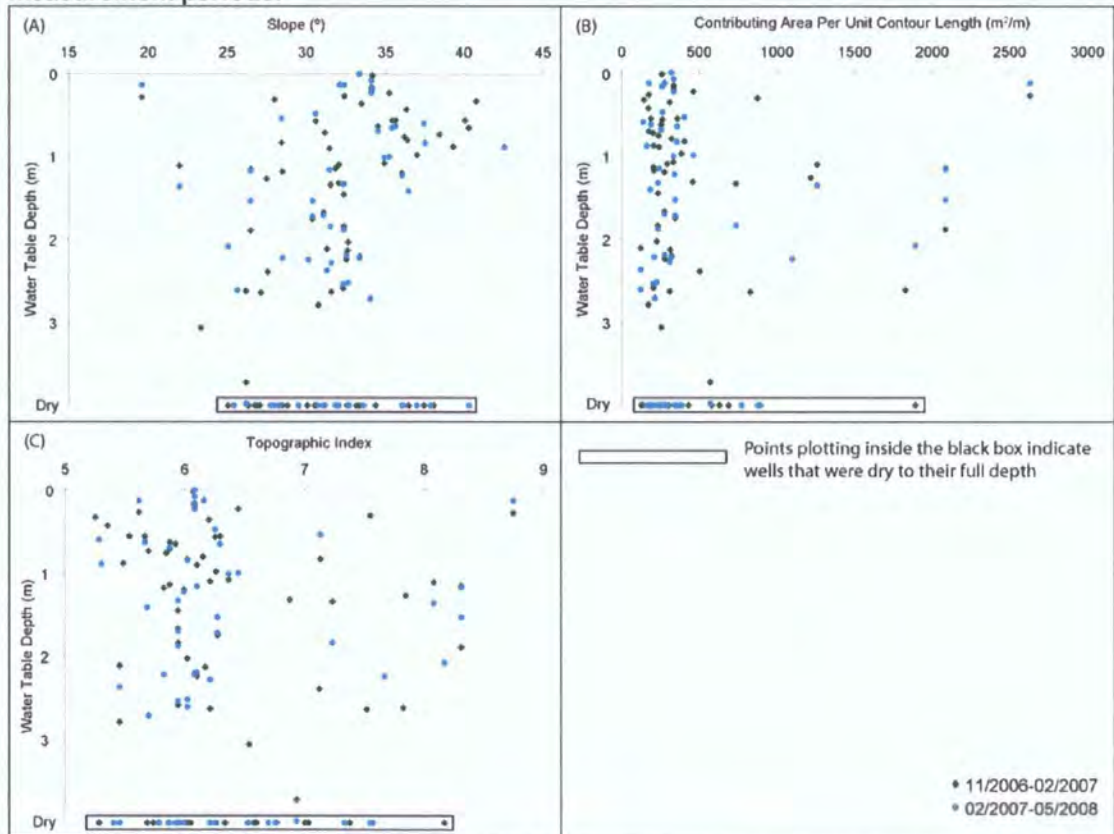 (A)
Slope (º)
15 20 25 30 35 40 45
0
1
2
3
Dry
Water Table Depth (m)
(B)
Contributing Area Per Unit Contour Length (m²/m)
0 500 1000 1500 2000 2500 3000
0
1
2
3
Dry
Water Table Depth (m)
(C)
Topographic Index
5 6 7 8 9
0
1
2
3
Dry
Water Table Depth (m)
Points plotting inside the black box indicate
wells that were dry to their full depth
11/2006-02/2007
02/2007-05/2008